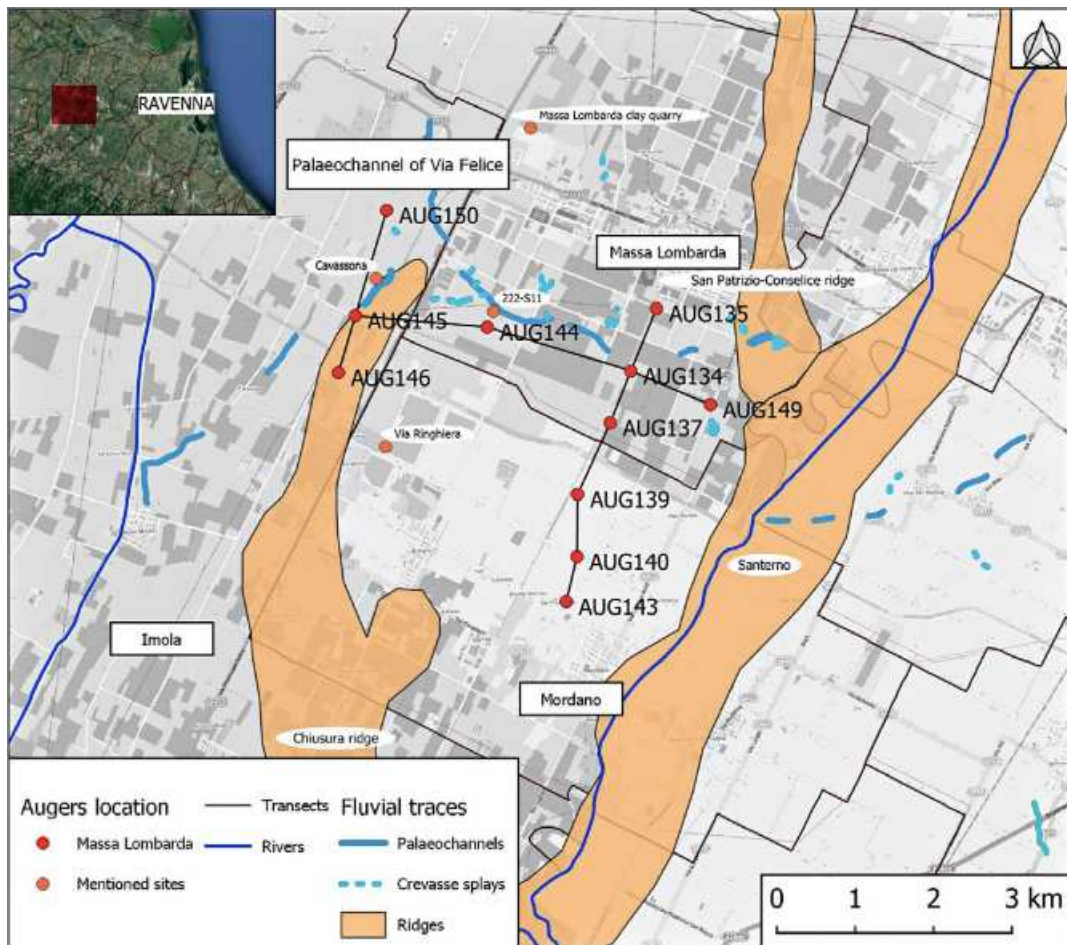 RAVENNA
Massa Lombarda clay quarry
Palaeochannel of Via Felice
AUG150
Massa Lombarda
Cavassona
San Patrizio-Conselice ridge
222-S11
AUG135
AUG145
AUG144
AUG146
AUG134
AUG149
AUG137
Via Ringhiera
AUG139
AUG140
Santerno
AUG143
Imola
Mordano
Chiusura ridge
Augers location
Transects
Fluvial traces
Massa Lombarda
Rivers
Palaeochannels
Mentioned sites
Crevasse splays
Ridges
0 1 2 3 km